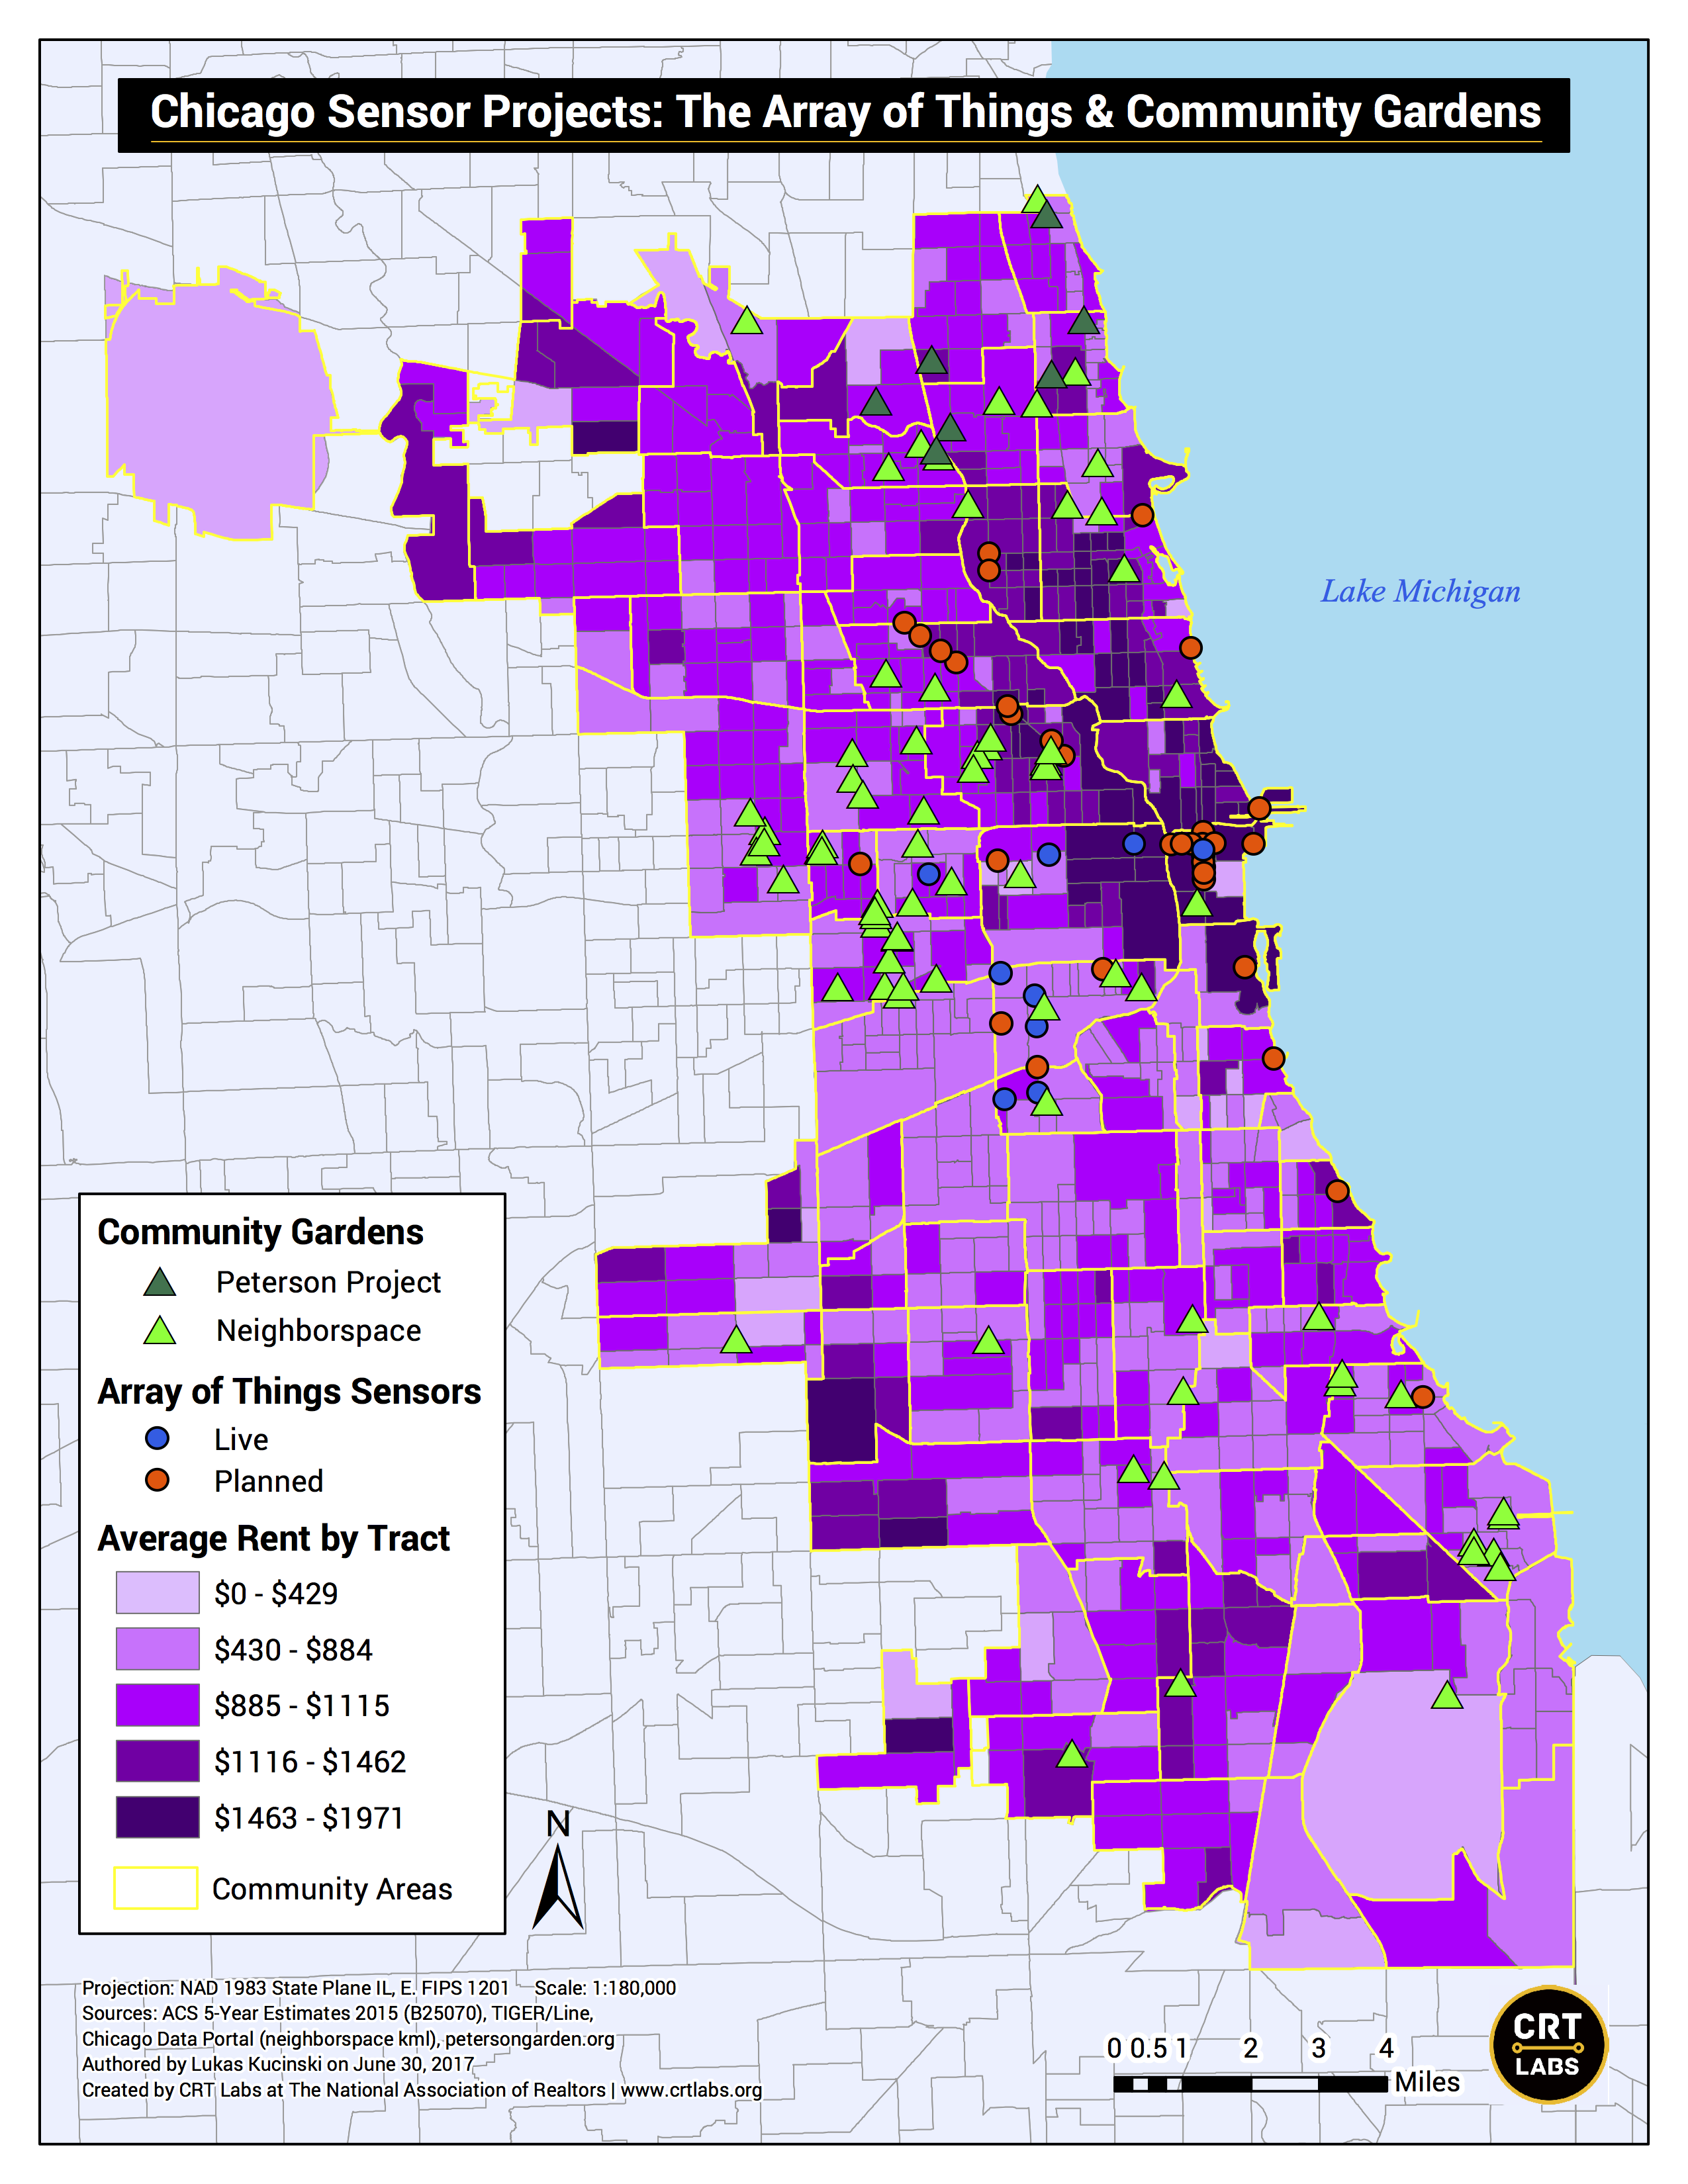 Chicago Sensor Projects: The Array of Things & Community Gardens
Lake Michigan
Community Gardens
Peterson Project
Neighborspace
Array of Things Sensors
Live
Planned
Average Rent by Tract
$0 - $429
$430 - $884
$885 - $1115
$1116 - $1462
$1463 - $1971
Community Areas
N
Projection: NAD 1983 State Plane IL, E. FIPS 1201 Scale: 1:180,000
Sources: ACS 5-Year Estimates 2015 (B25070), TIGER/Line,
Chicago Data Portal (neighborspace kml), petersongarden.org
Authored by Lukas Kucinski on June 30, 2017
Created by CRT Labs at The National Association of Realtors | www.crtlabs.org
0 0.5 1 2 3 4
Miles
CRT
LABS